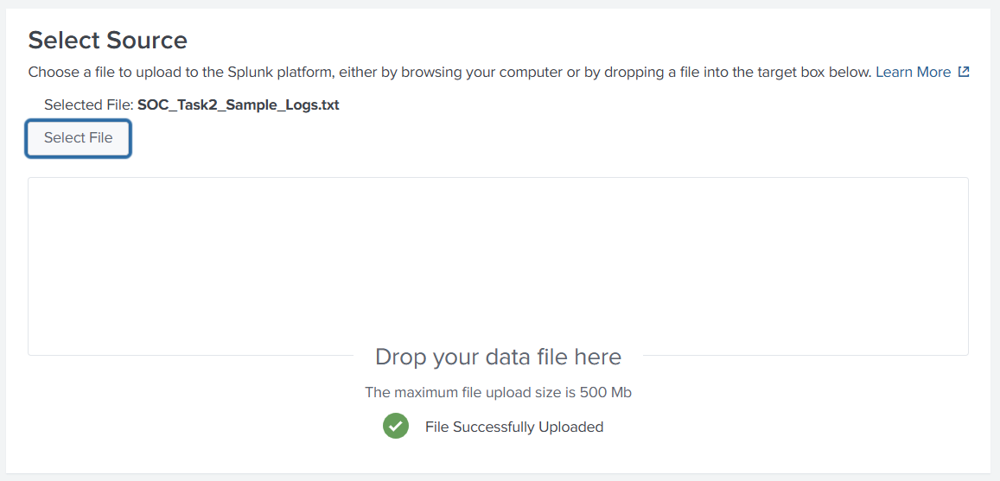 Select Source
Choose a file to upload to the Splunk platform, either by browsing your computer or by dropping a file into the target box below. Learn More
Selected File: SOC_Task2_Sample_Logs.txt
Select File
Drop your data file here
The maximum file upload size is 500 Mb
File Successfully Uploaded